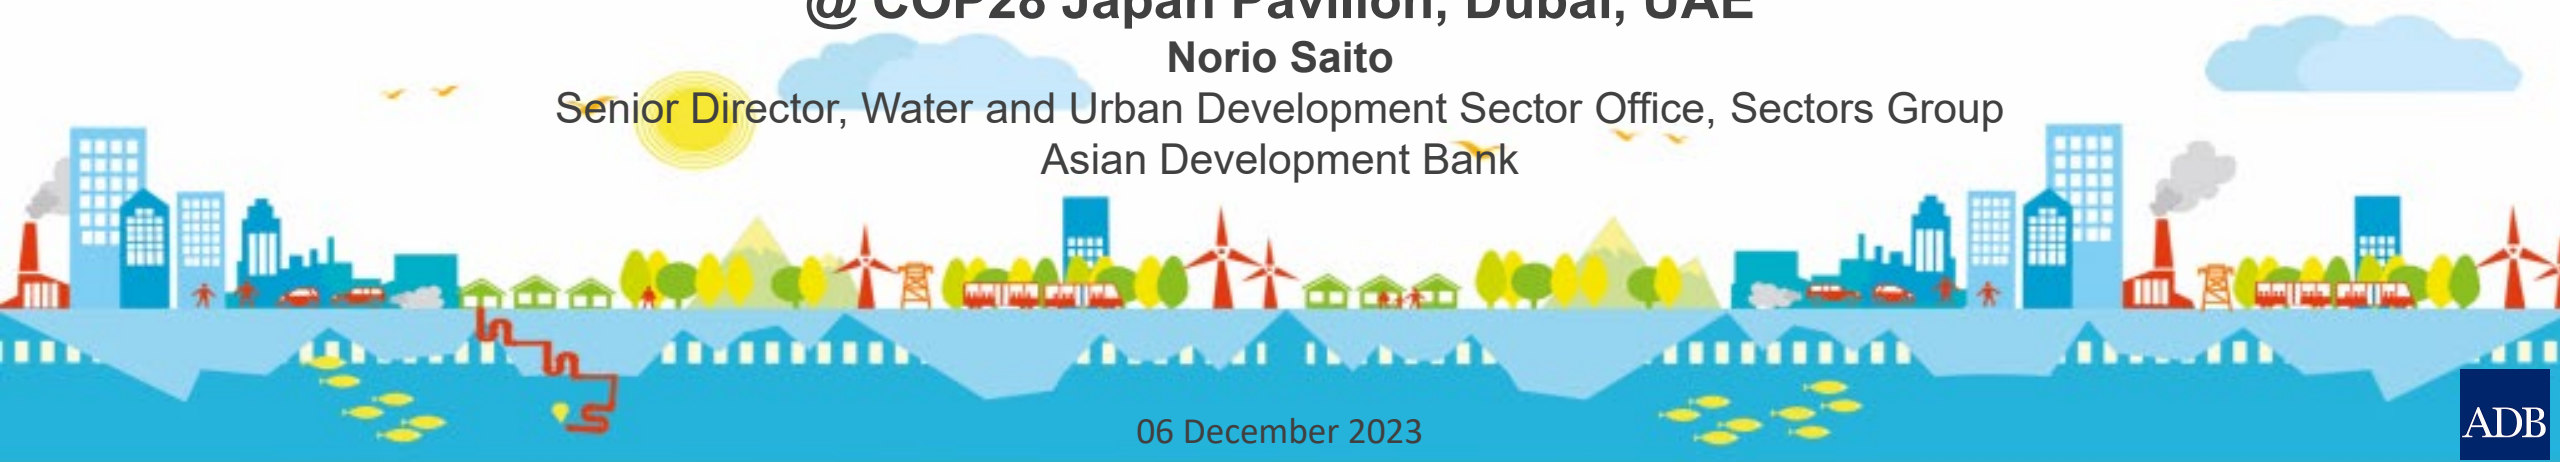 @ COP28 Japan Pavilion, Dubai, UAE
Norio Saito
Senior Director, Water and Urban Development Sector Office, Sectors Group
Asian Development Bank
06 December 2023
ADB